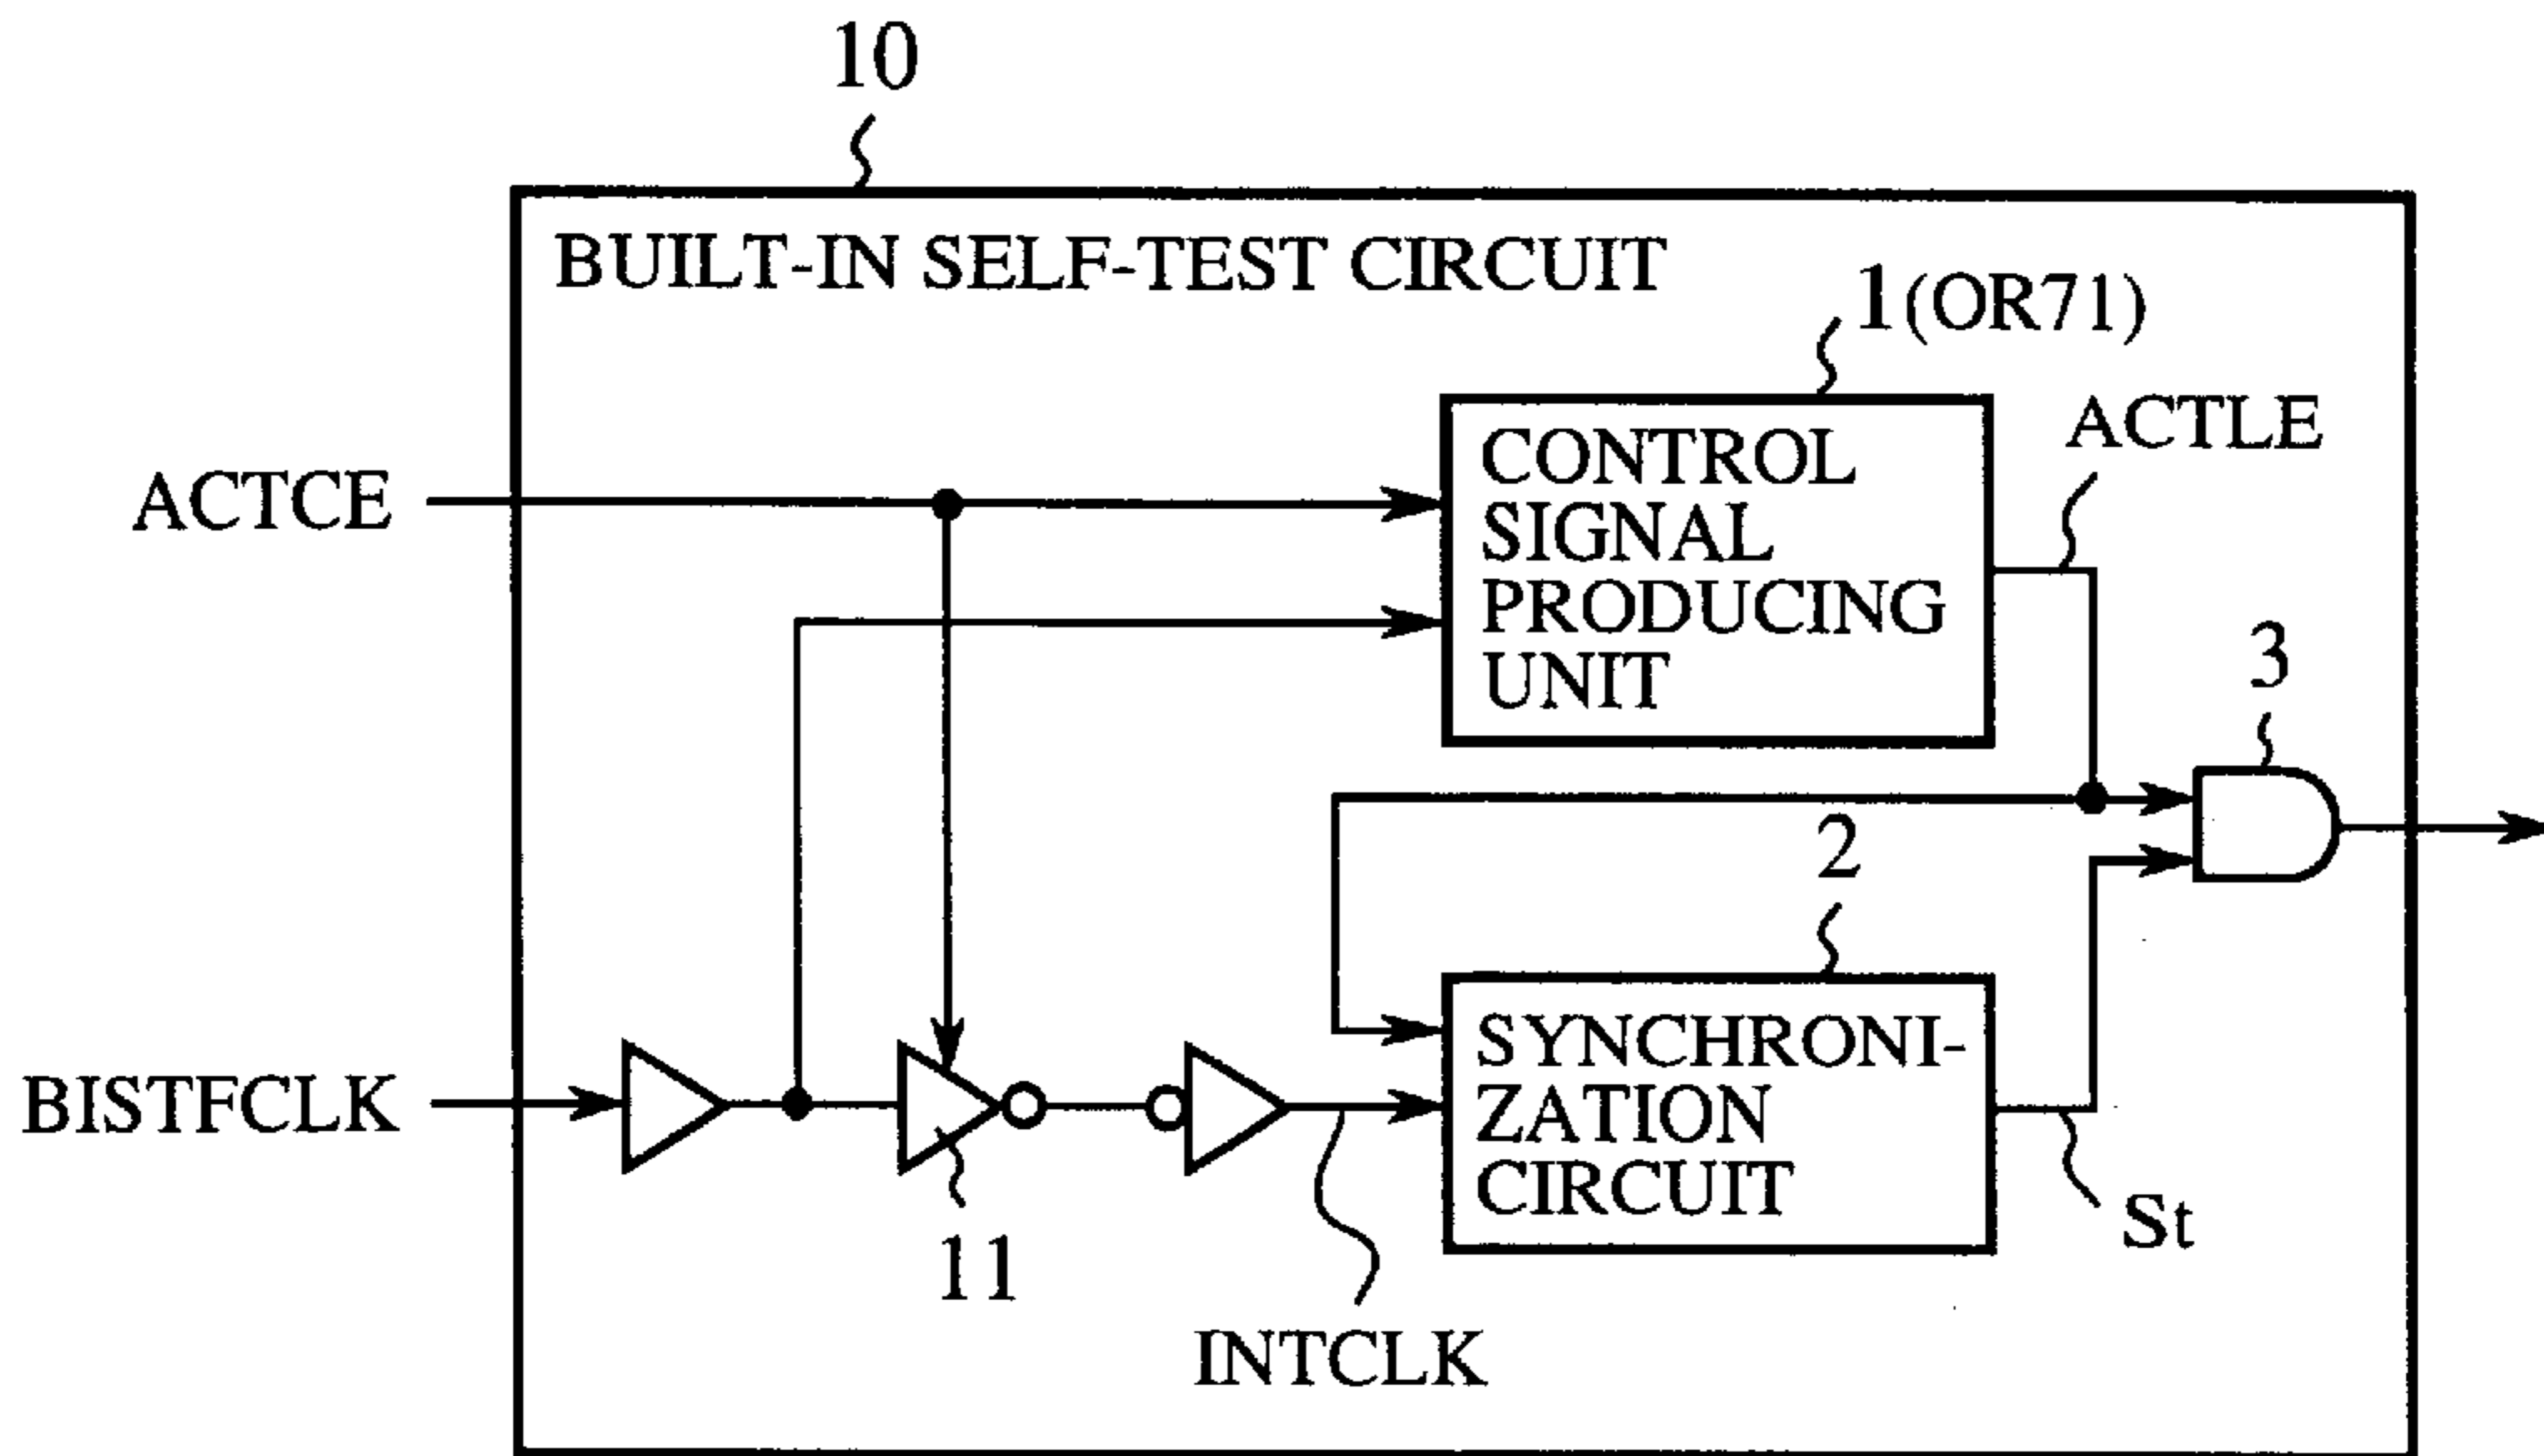 10
BUILT-IN SELF-TEST CIRCUIT
1(OR71)
ACTLE
ACTCE
CONTROL
SIGNAL
PRODUCING
UNIT
3
2
BISTFCLK
SYNCHRONI-
ZATION
CIRCUIT
11
St
INTCLK